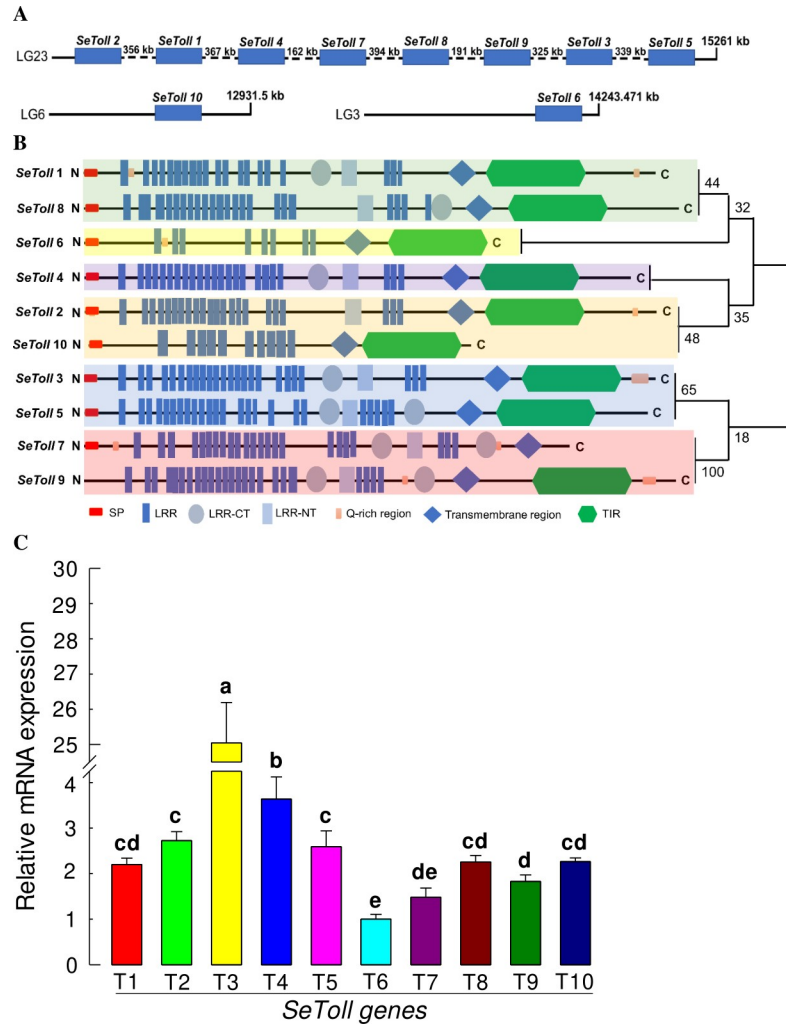 A
SeToll 2 SeToll 1 SeToll 4 SeToll 7 SeToll 8 SeToll 9 SeToll 3 SeToll 5 15261 kb
LG23 356 kb 367 kb 162 kb 394 kb 191 kb 325 kb 339 kb
SeToll 10 12931.5 kb SeToll 6 14243.471 kb
LG6 LG3
B
SeToll 1 N C
44
SeToll 8 N C
32
SeToll 6 N C
SeToll 4 N C
35
SeToll 2 N C
48
SeToll 10 N C
SeToll 3 N C
65
SeToll 5 N C
18
SeToll 7 N C
100
SeToll 9 N C
SP LRR LRR-CT LRR-NT Q-rich region Transmembrane region TIR
C
Relative mRNA expression
30
29
28
27
26
25
4
3
2
1
0
cd c a b c e de cd d cd
T1 T2 T3 T4 T5 T6 T7 T8 T9 T10
SeToll genes